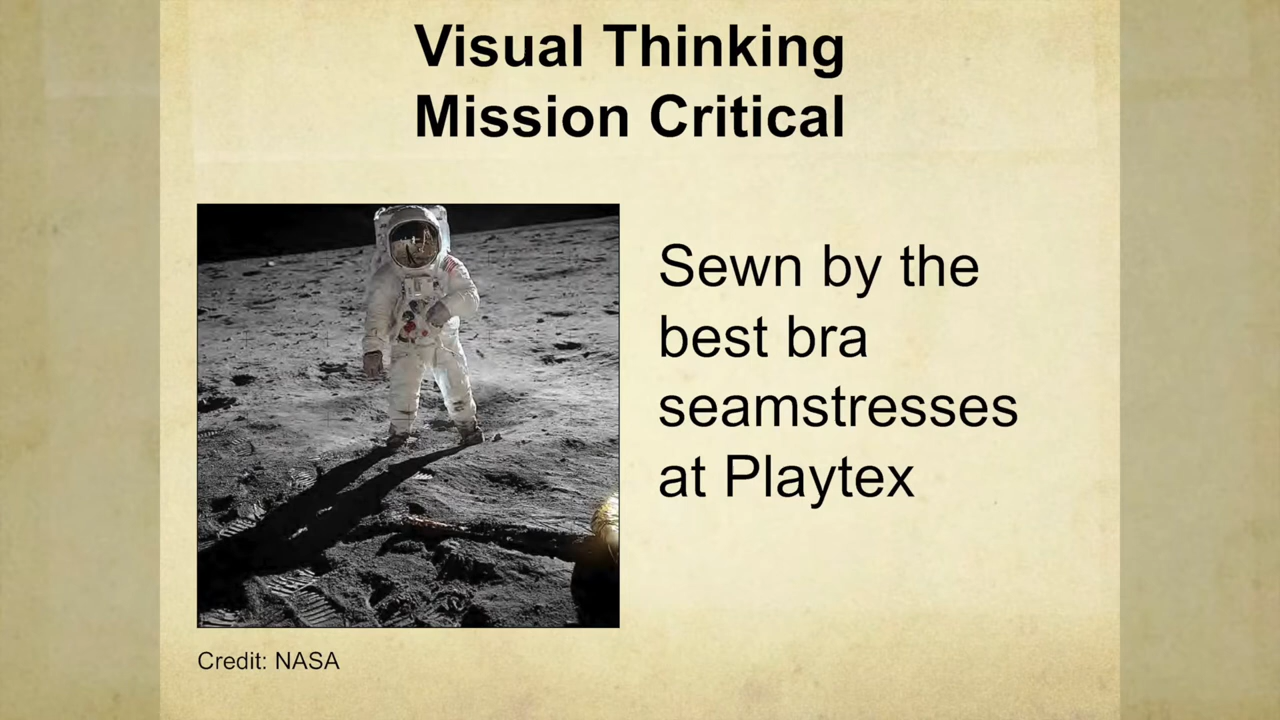 Visual Thinking
Mission Critical
Sewn by the
best bra
seamstresses
at Playtex
Credit: NASA